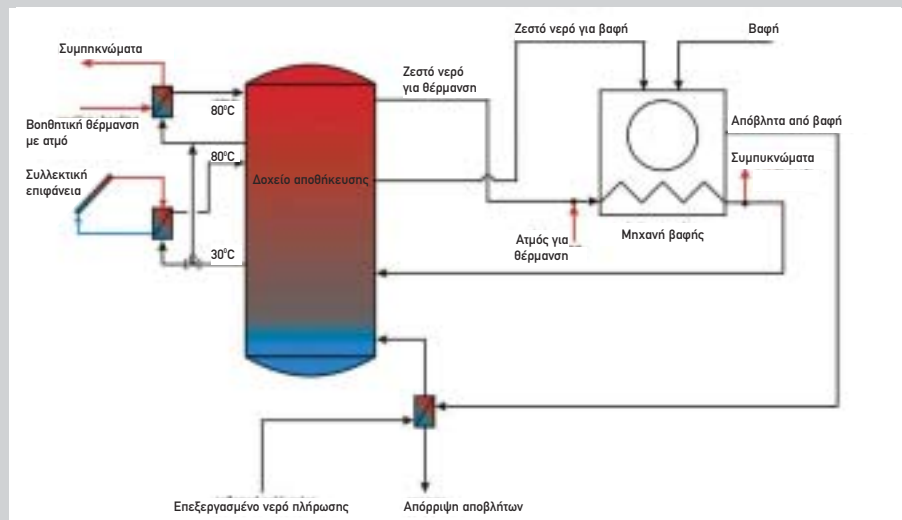 Συμπηκνώματα
Ζεστό νερό για βαφή
Βαφή
Ζεστό νερό
για θέρμανση
80°C
Βοηθητική θέρμανση
με ατμό
Απόβλητα από βαφή
80°C
Συμπυκνώματα
Συλλεκτική
επιφάνεια
Δοχείο αποθήκευσης
Ατμός για
θέρμανση
Μηχανή βαφής
30°C
Επεξεργασμένο νερό πλήρωσης
Απόρριψη αποβλήτων